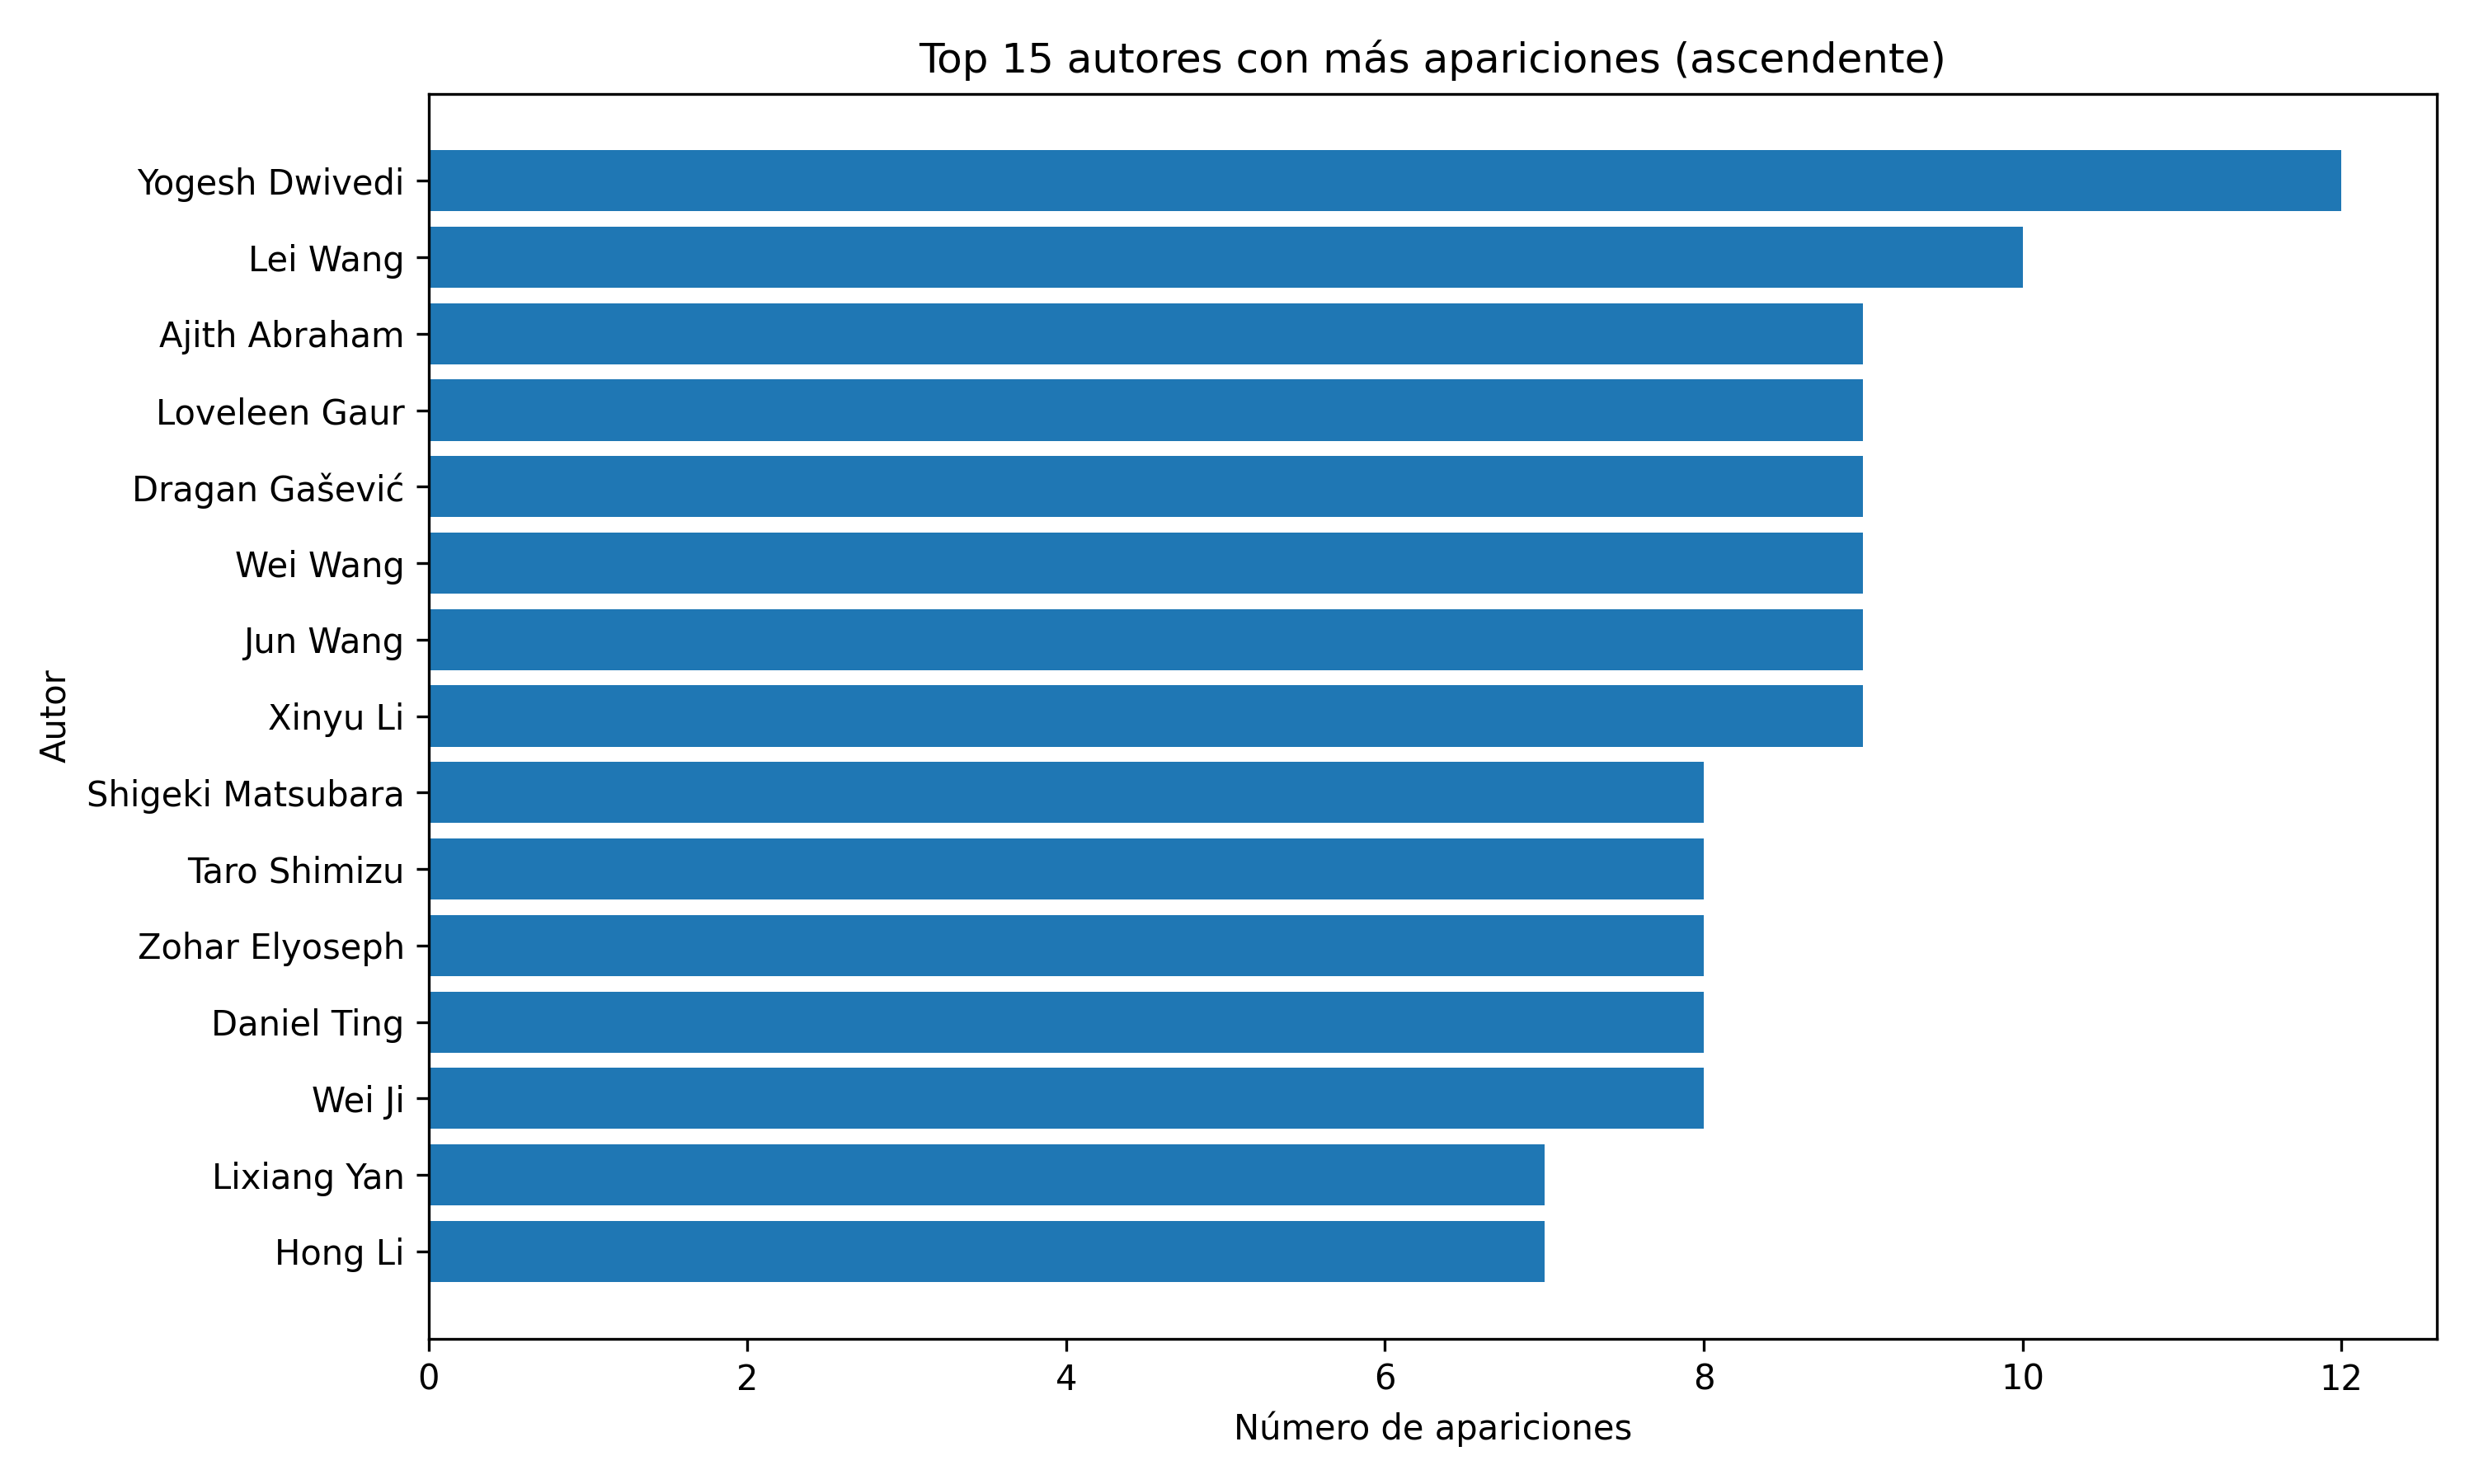 Top 15 autores con más apariciones (ascendente)
Autor
Yogesh Dwivedi
Lei Wang
Ajith Abraham
Loveleen Gaur
Dragan Gašević
Wei Wang
Jun Wang
Xinyu Li
Shigeki Matsubara
Taro Shimizu
Zohar Elyoseph
Daniel Ting
Wei Ji
Lixiang Yan
Hong Li
0 2 4 6 8 10 12
Número de apariciones